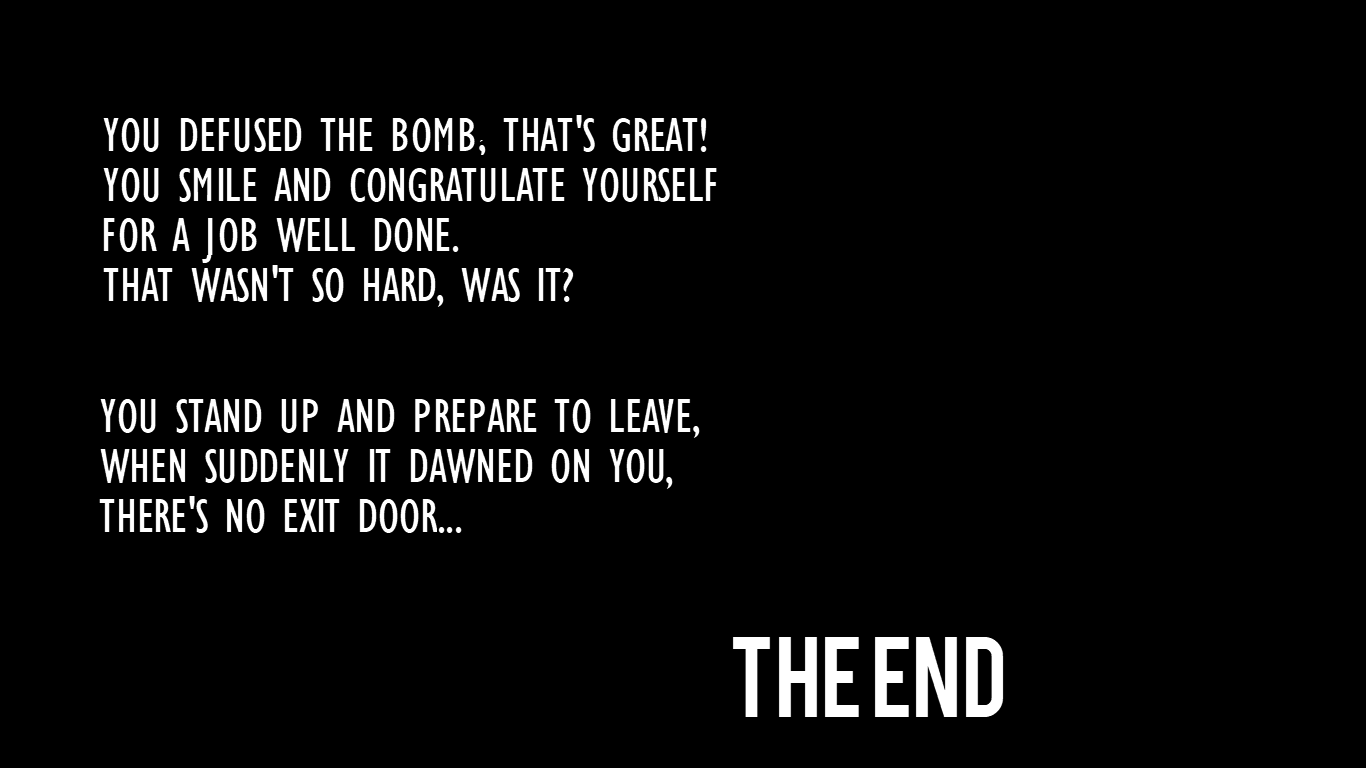 YOU DEFUSED THE BOMB, THAT'S GREAT!
YOU SMILE AND CONGRATULATE YOURSELF
FOR A JOB WELL DONE.
THAT WASN'T SO HARD, WAS IT?
YOU STAND UP AND PREPARE TO LEAVE,
WHEN SUDDENLY IT DAWNED ON YOU,
THERE'S NO EXIT DOOR...
THE END